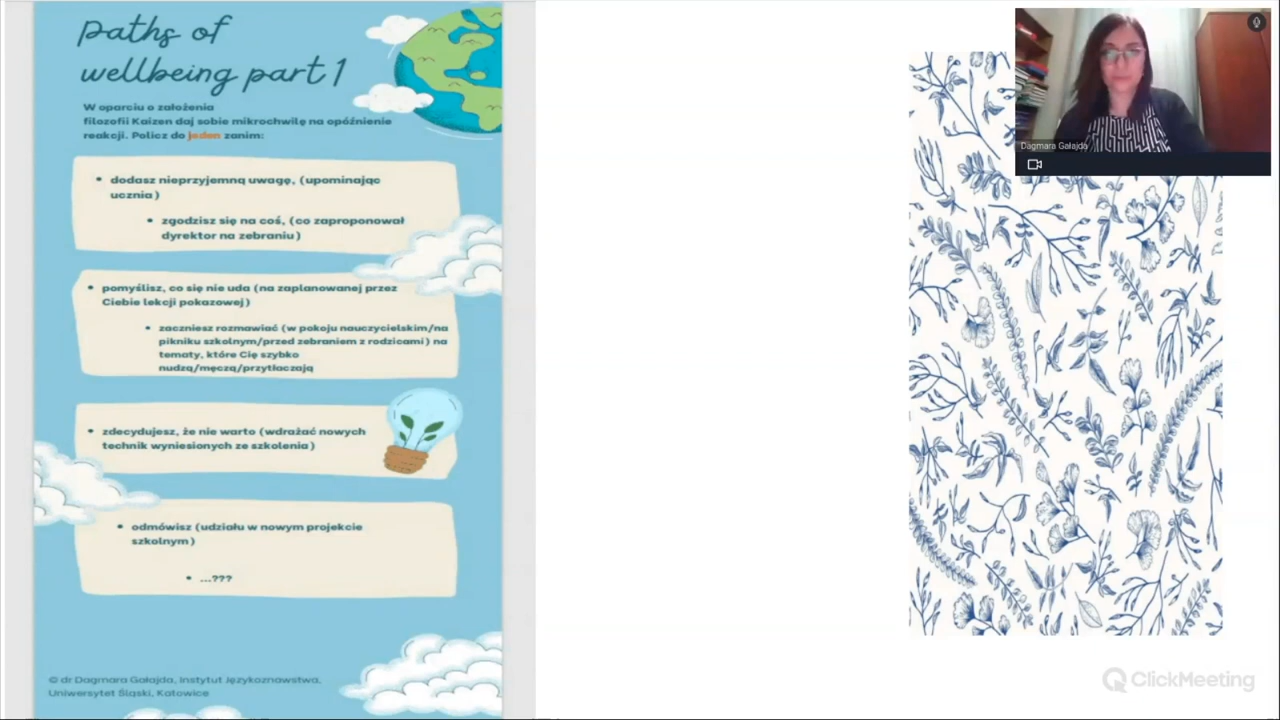 paths of
wellbeing part 1
W oparciu o założenia
filozofii Kaizen daj sobie mikrochwilę na opóźnienie
reakcji. Policz do jeden zanim:
• dodasz nieprzyjemną uwagę, (upominając
ucznia)
• zgodzisz się na coś, (co zaproponował
dyrektor na zebraniu)
• pomyślisz, co się nie uda (na zaplanowanej przez
Ciebie lekcji pokazowej)
• zaczniesz rozmawiać (w pokoju nauczycielskim/na
pikniku szkolnym/przed zebraniem z rodzicami) na
tematy, które Cię szybko
nudzą/męczą/przytłaczają
• zdecydujesz, że nie warto (wdrażać nowych
technik wyniesionych ze szkolenia)
• odmówisz (udziału w nowym projekcie
szkolnym)
• ...???
© dr Dagmara Gałajda, Instytut Językoznawstwa,
Uniwersytet Śląski, Katowice
Dagmara Gałajda
ClickMeeting